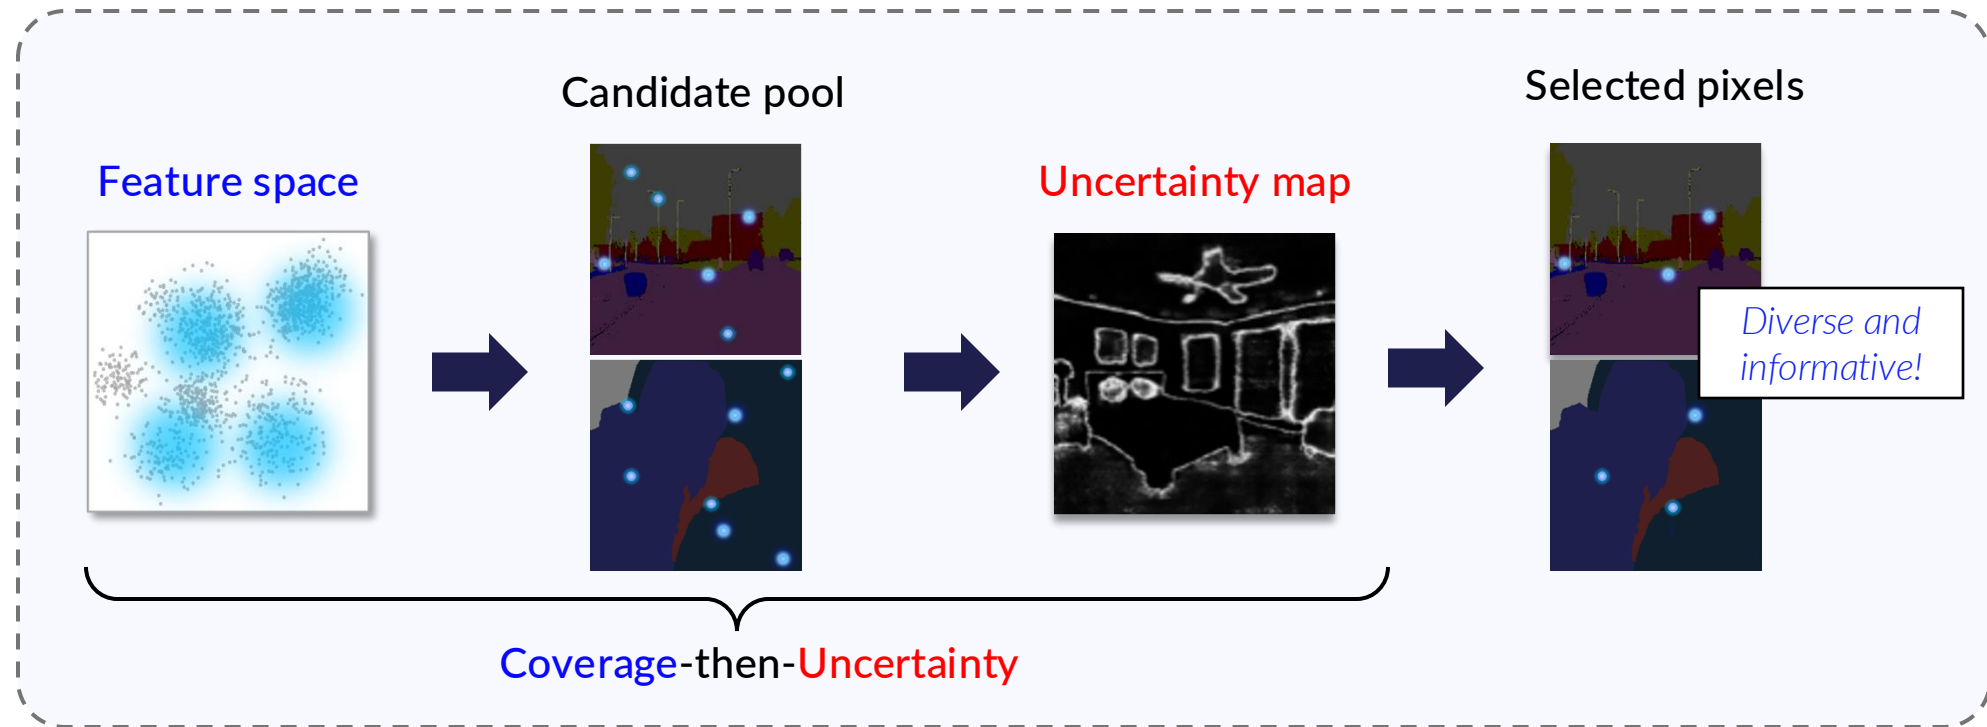 Candidate pool
Selected pixels
Feature space
Uncertainty map
Diverse and
informative!
Coverage-then-Uncertainty